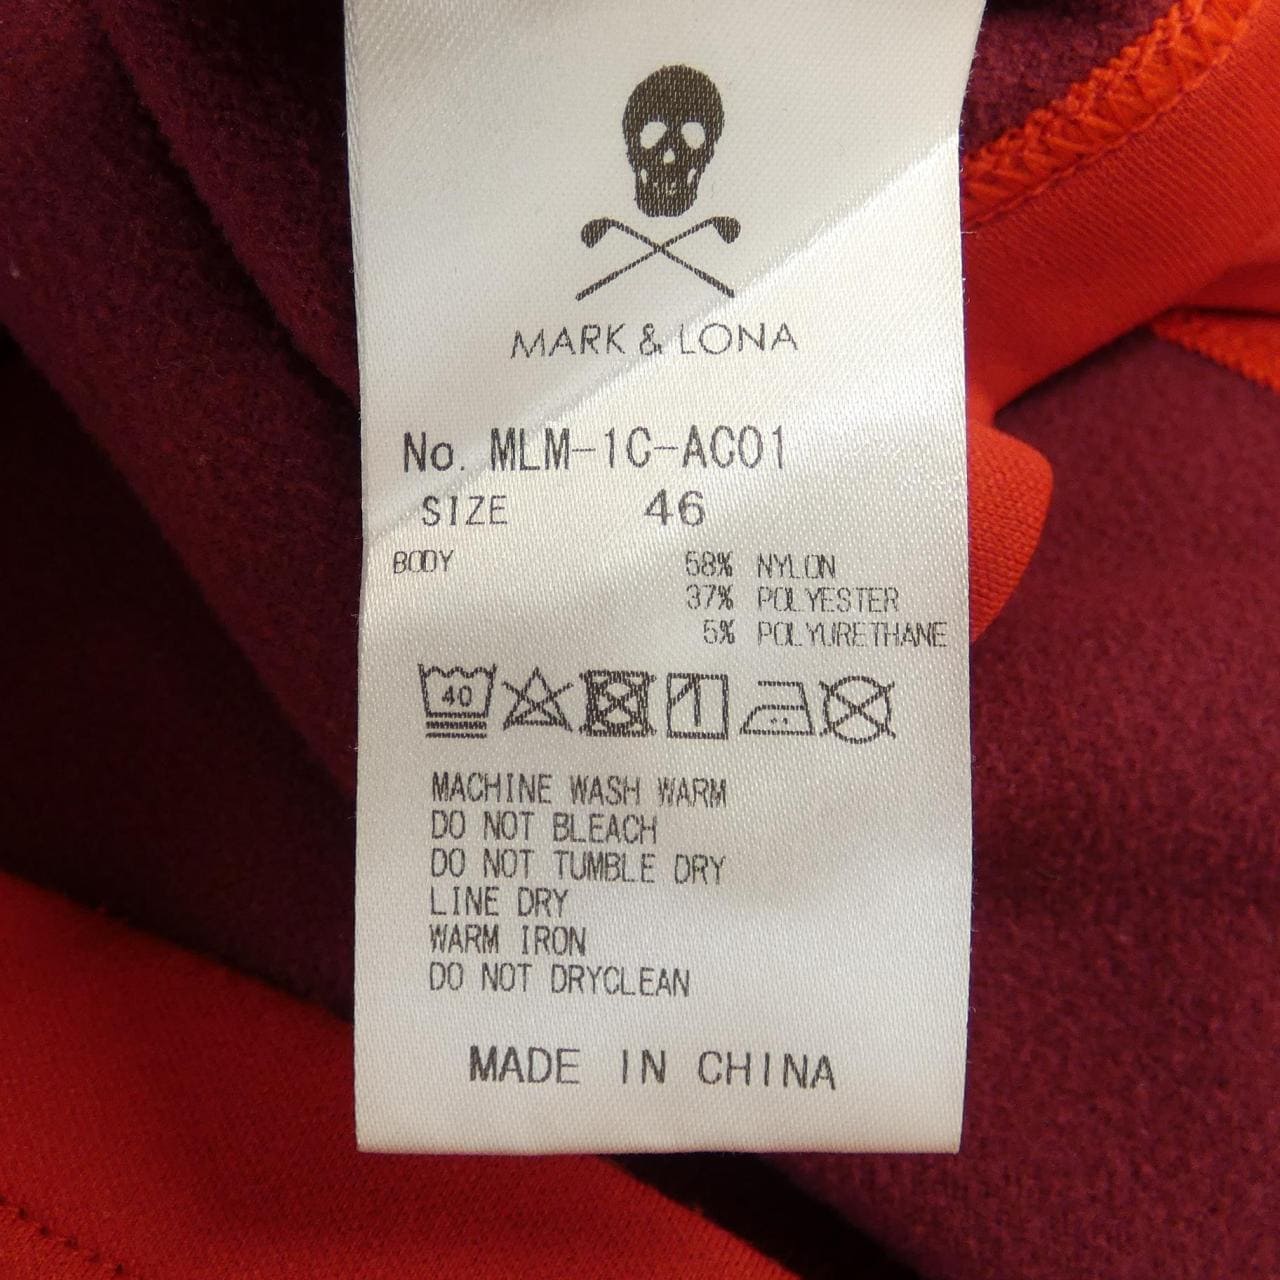 MARK & LONA
No. MLM-1C-AC01
SIZE 46
BODY 58% NYLON
37% POLYESTER
5% POLYURETHANE
40
MACHINE WASH WARM
DO NOT BLEACH
DO NOT TUMBLE DRY
LINE DRY
WARM IRON
DO NOT DRYCLEAN
MADE IN CHINA